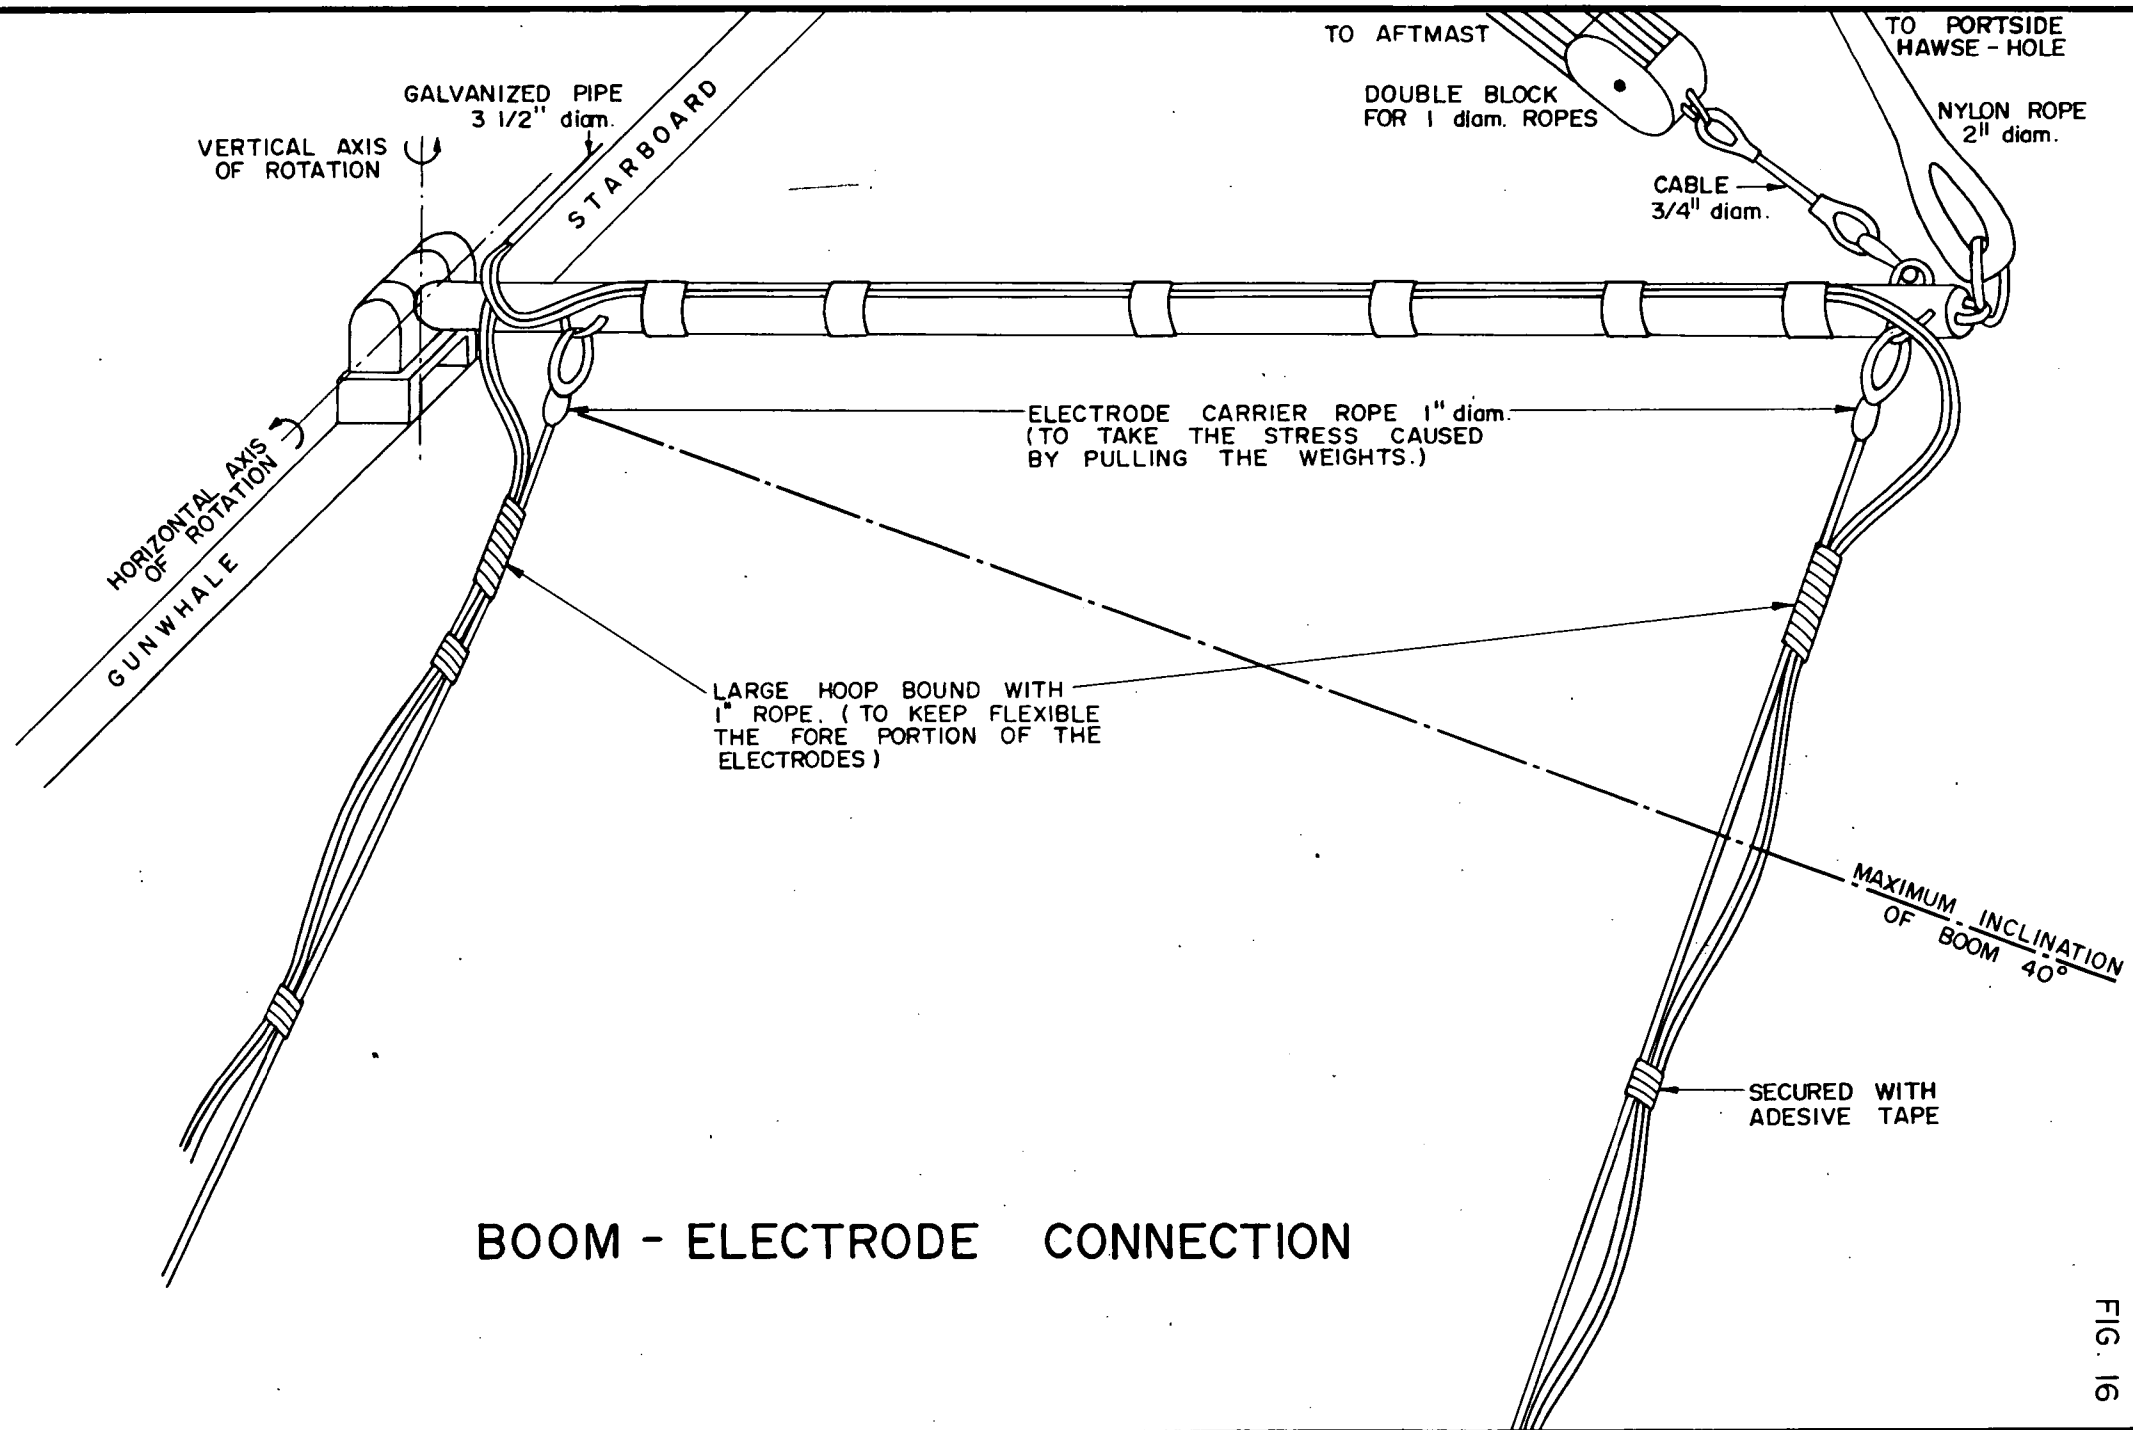 TO AFTMAST
TO PORTSIDE
HAWSE-HOLE
GALVANIZED PIPE
3 1/2" diam.
DOUBLE BLOCK
FOR 1 diam. ROPES
NYLON ROPE
2" diam.
VERTICAL AXIS
OF ROTATION
STARBOARD
CABLE
3/4" diam.
ELECTRODE CARRIER ROPE 1" diam.
(TO TAKE THE STRESS CAUSED
BY PULLING THE WEIGHTS.)
HORIZONTAL AXIS
OF ROTATION
GUNWHALE
LARGE HOOP BOUND WITH
1" ROPE. (TO KEEP FLEXIBLE
THE FORE PORTION OF THE
ELECTRODES)
MAXIMUM INCLINATION
OF BOOM 40°
SECURED WITH
ADESIVE TAPE
BOOM - ELECTRODE CONNECTION
FIG. 16